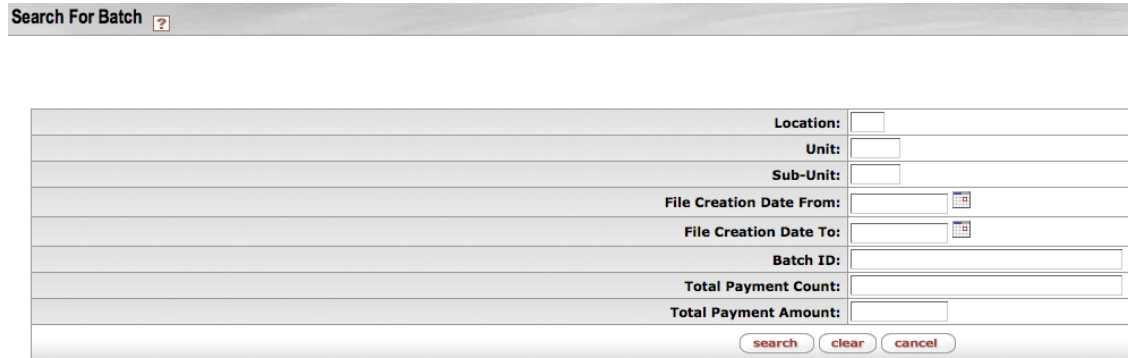 Search For Batch ?
Location:
Unit:
Sub-Unit:
File Creation Date From:
File Creation Date To:
Batch ID:
Total Payment Count:
Total Payment Amount:
search clear cancel